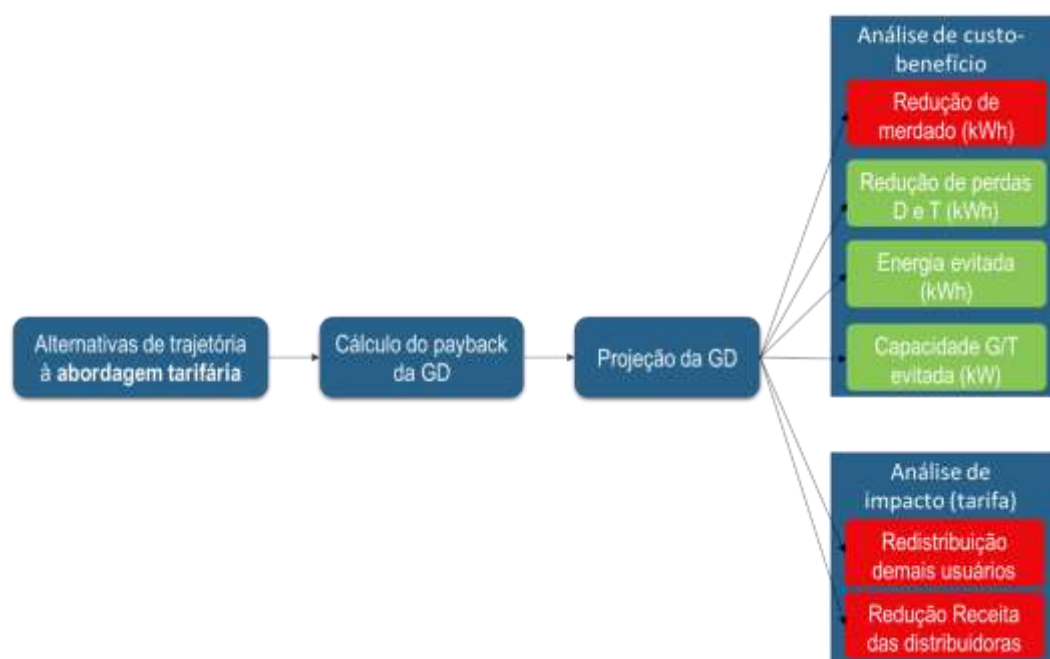 Análise de custo-
benefício
Redução de
merdado (kWh)
Redução de perdas
D e T (kWh)
Energia evitada
(kWh)
Capacidade G/T
evitada (kW)
Alternativas de trajetória
à abordagem tarifária
Cálculo do payback
da GD
Projeção da GD
Análise de
impacto (tarifa)
Redistribuição
demais usuários
Redução Receita
das distribuidoras